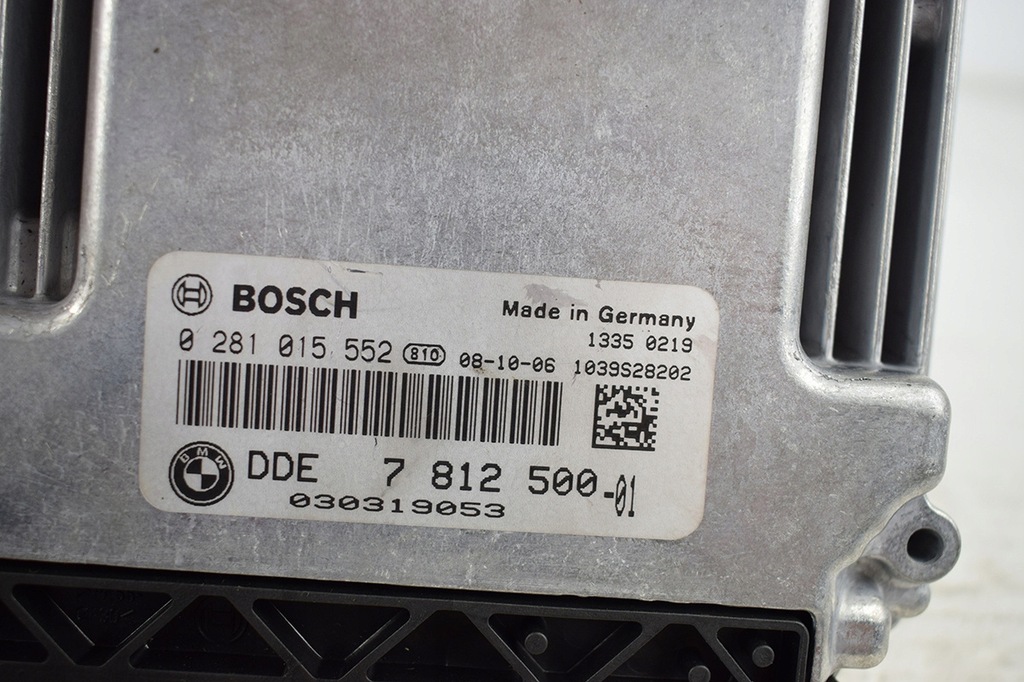 BOSCH
Made in Germany
1335 0219
0 281 015 552 810 08-10-06 1039S28202
BMW
DDE 7 812 500-01
030319053